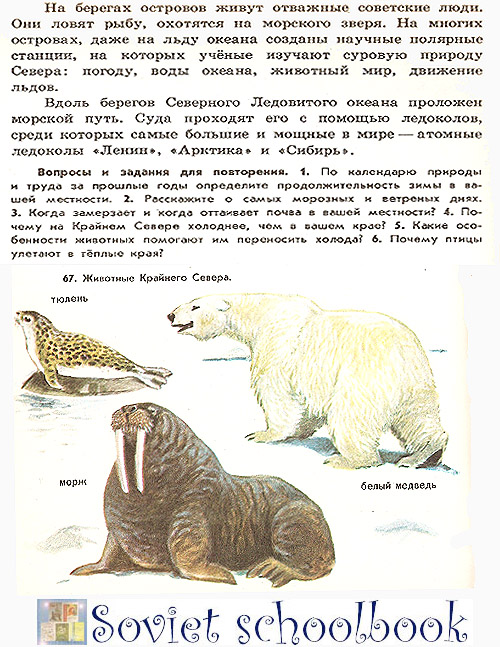 На берегах островов живут отважные советские люди.
Они ловят рыбу, охотятся на морского зверя. На многих
островах, даже на льду океана созданы научные полярные
станции, на которых учёные изучают суровую природу
Севера: погоду, воды океана, животный мир, движение
льдов.
Вдоль берегов Северного Ледовитого океана проложен
морской путь. Суда проходят его с помощью ледоколов,
среди которых самые большие и мощные в мире — атомные
ледоколы «Ленин», «Арктика» и «Сибирь».
Вопросы и задания для повторения. 1. По календарю природы
и труда за прошлые годы определите продолжительность зимы в ва-
шей местности. 2. Расскажите о самых морозных и ветреных днях.
3. Когда замерзает и когда оттаивает почва в вашей местности? 4. По-
чему на Крайнем Севере холоднее, чем в вашем крае? 5. Какие осо-
бенности животных помогают им переносить холода? 6. Почему птицы
улетают в тёплые края?
67. Животные Крайнего Севера.
тюлень
морж
белый медведь
Soviet schoolbook